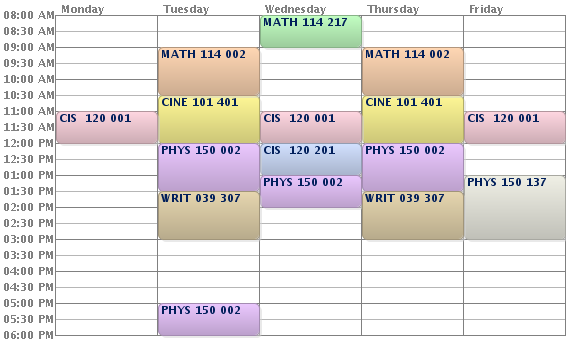 Monday Tuesday Wednesday Thursday Friday
08:00 AM MATH 114 217
08:30 AM
09:00 AM MATH 114 002 MATH 114 002
09:30 AM
10:00 AM
10:30 AM CINE 101 401 CINE 101 401
11:00 AM CIS 120 001 CIS 120 001 CIS 120 001
11:30 AM
12:00 PM PHYS 150 002 CIS 120 201 PHYS 150 002
12:30 PM
01:00 PM PHYS 150 002 PHYS 150 137
01:30 PM WRIT 039 307 WRIT 039 307
02:00 PM
02:30 PM
03:00 PM
03:30 PM
04:00 PM
04:30 PM
05:00 PM PHYS 150 002
05:30 PM
06:00 PM